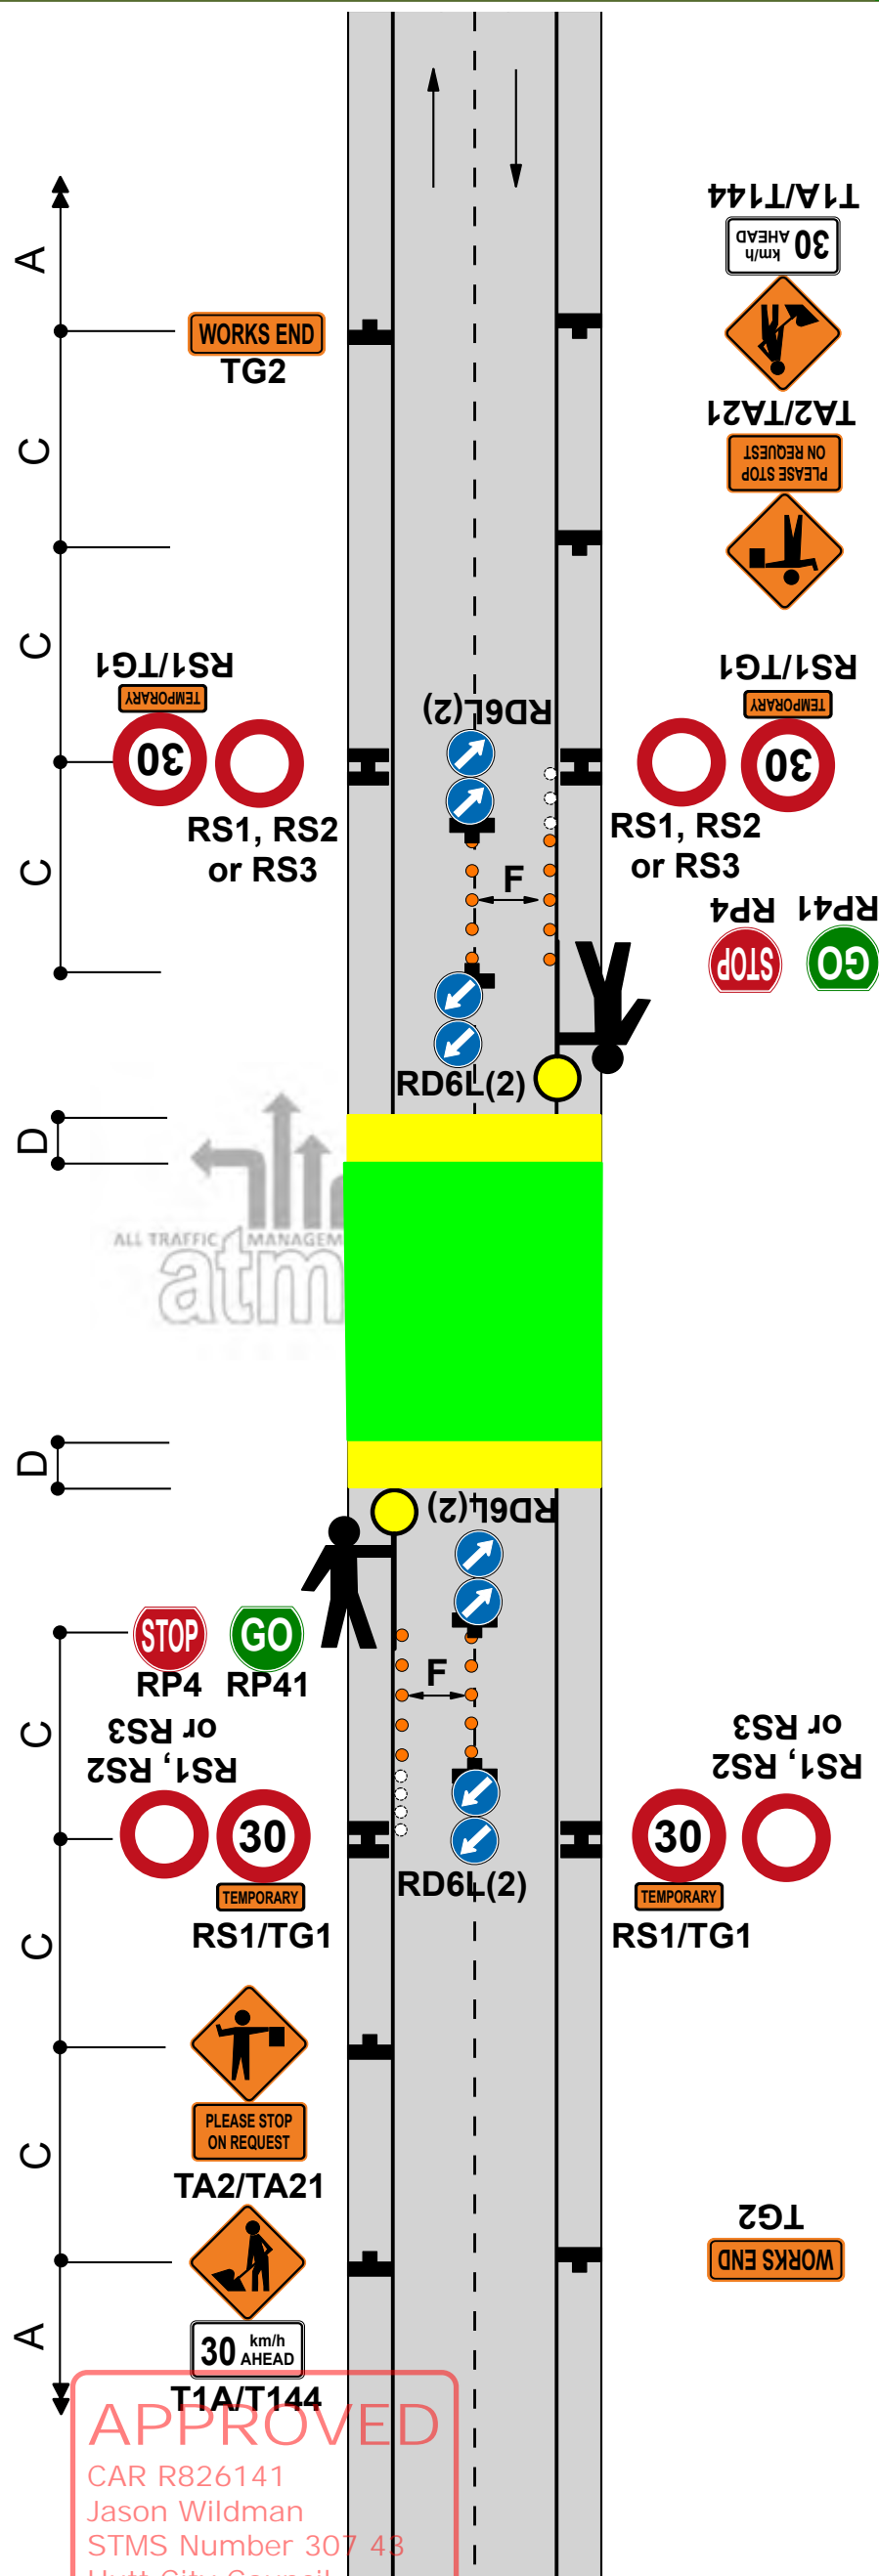 T1A/T144
30 km/h AHEAD
A
WORKS END
TG2
TA2/TA21
PLEASE STOP
ON REQUEST
C
C
RS1/TG1
TEMPORARY
30
RS1, RS2
or RS3
RD6L(2)
RS1/TG1
TEMPORARY
30
RS1, RS2
or RS3
C
F
RP4
RP41
STOP
GO
RD6L(2)
D
ALL TRAFFIC MANAGEM
atm
D
RD6L(2)
STOP
GO
RP4
RP41
F
C
RS1, RS2
or RS3
30
TEMPORARY
RS1/TG1
RD6L(2)
RS1, RS2
or RS3
30
TEMPORARY
RS1/TG1
C
PLEASE STOP
ON REQUEST
TA2/TA21
C
TG2
WORKS END
30 km/h AHEAD
T1A/T144
A
APPROVED
CAR R826141
Jason Wildman
STMS Number 307 43
Hutt City Council